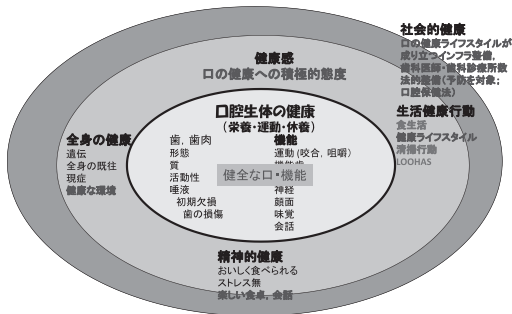 社会的健康
口の健康ライフスタイルが
成り立つインフラ整備,
歯科医師・歯科診療所数
法的整備(予防を対象;
口腔保健法)
健康感
口の健康への積極的態度
口腔生体の健康
(栄養・運動・休養)
生活健康行動
食生活
健康ライフスタイル
清掃行動
LOOHAS
全身の健康
遺伝
全身の既往
現症
健康な環境
歯, 歯肉
形態
質
活動性
唾液
初期欠損
歯の損傷
機能
運動 (咬合, 咀嚼)
健全な口・機能
神経
顔面
味覚
会話
精神的健康
おいしく食べられる
ストレス無
楽しい食卓, 会話